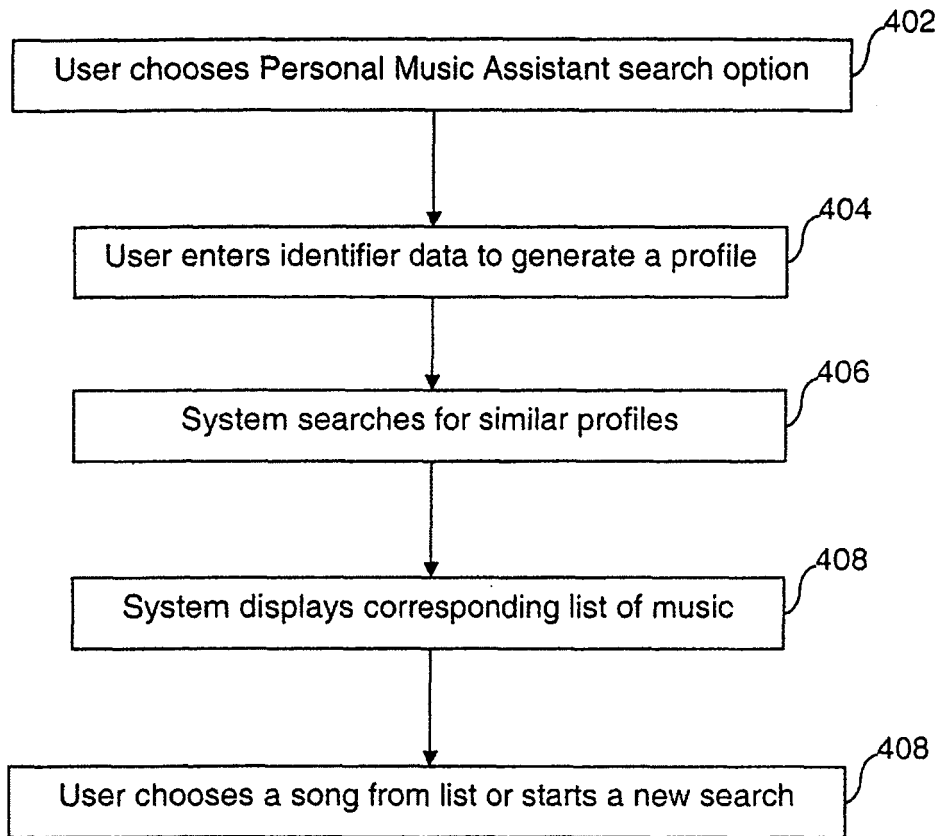 402
User chooses Personal Music Assistant search option
404
User enters identifier data to generate a profile
406
System searches for similar profiles
408
System displays corresponding list of music
408
User chooses a song from list or starts a new search